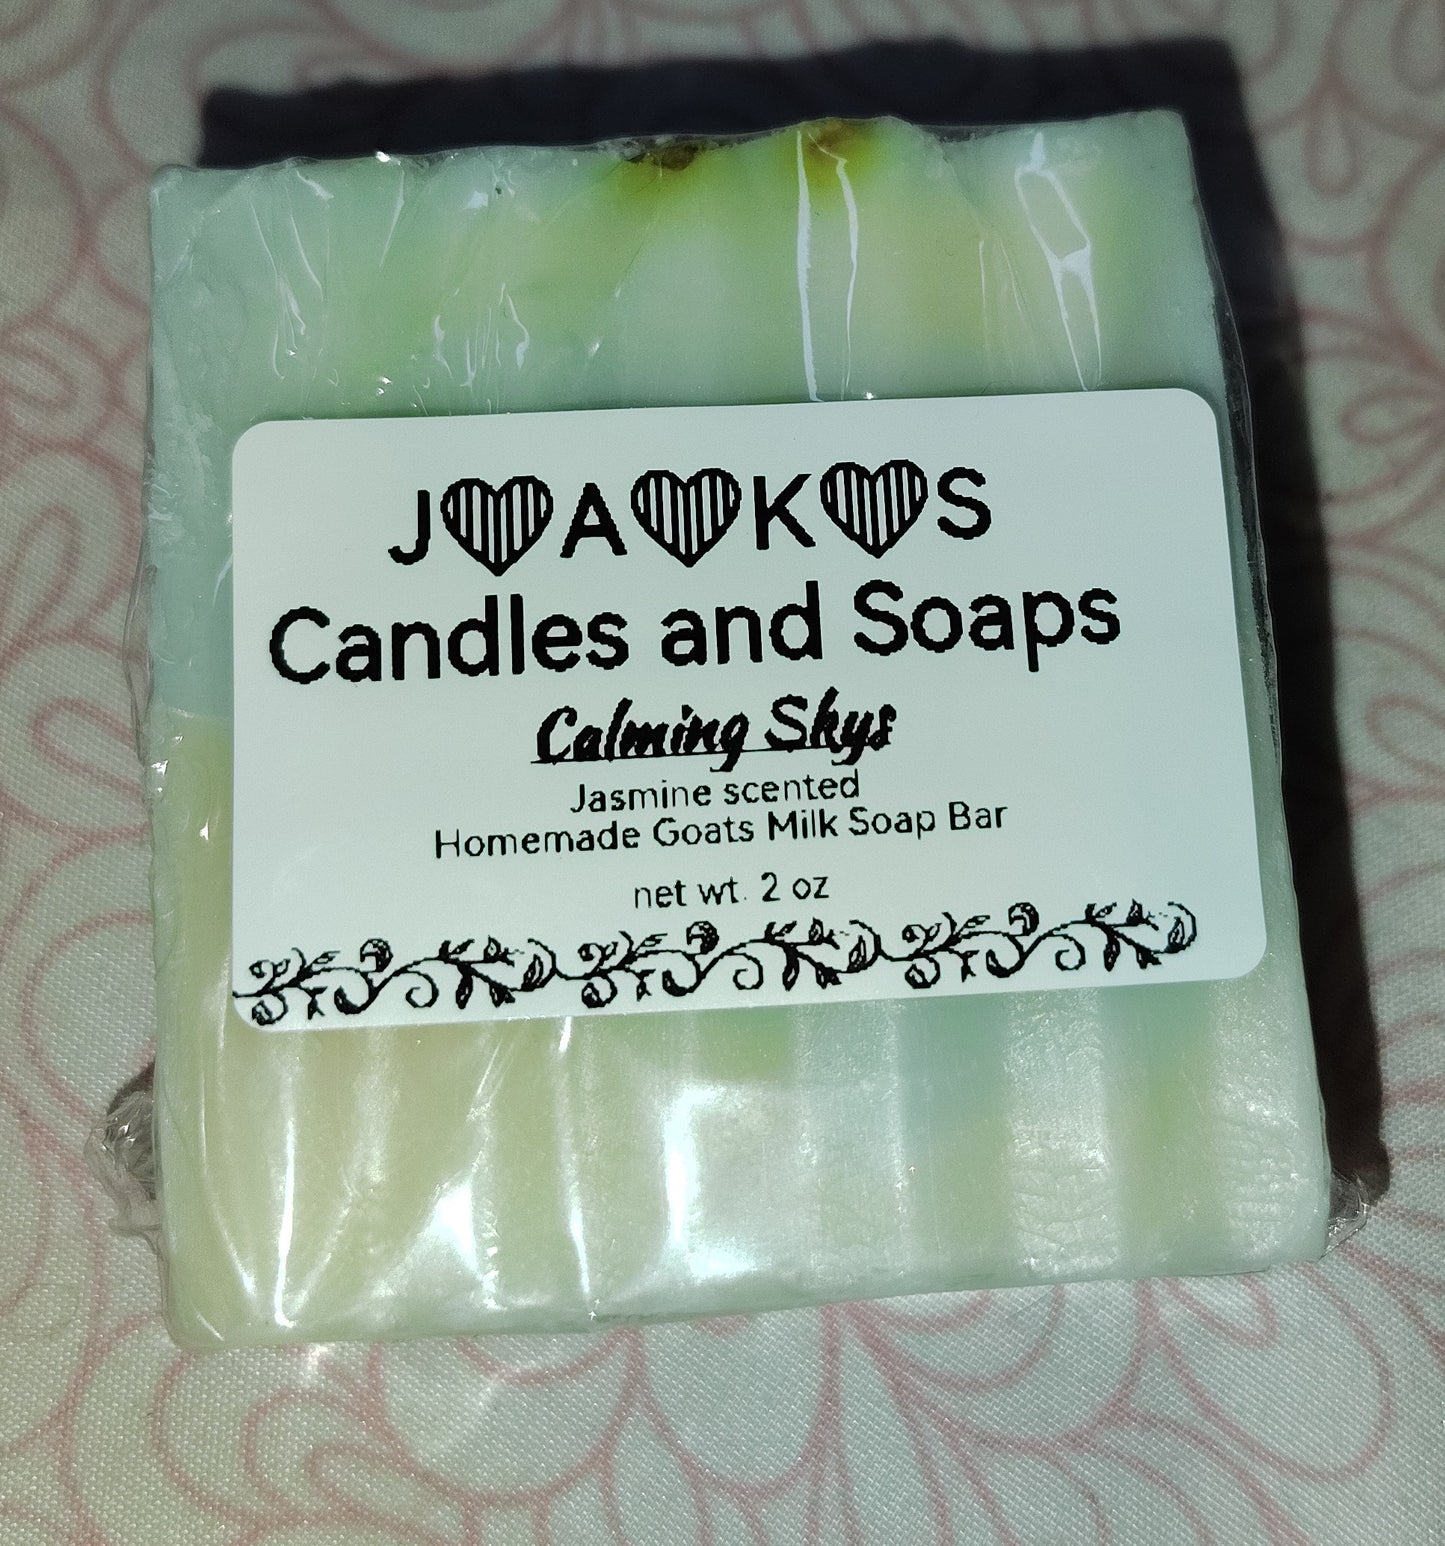 J♥A♥K♥S
Candles and Soaps
Calming Skys
Jasmine scented
Homemade Goats Milk Soap Bar
net wt. 2 oz